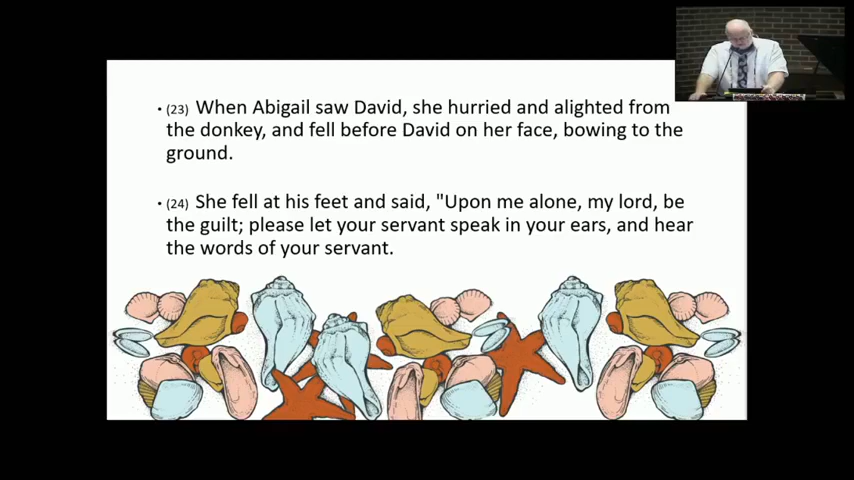 • (23) When Abigail saw David, she hurried and alighted from
the donkey, and fell before David on her face, bowing to the
ground.
• (24) She fell at his feet and said, "Upon me alone, my lord, be
the guilt; please let your servant speak in your ears, and hear
the words of your servant.